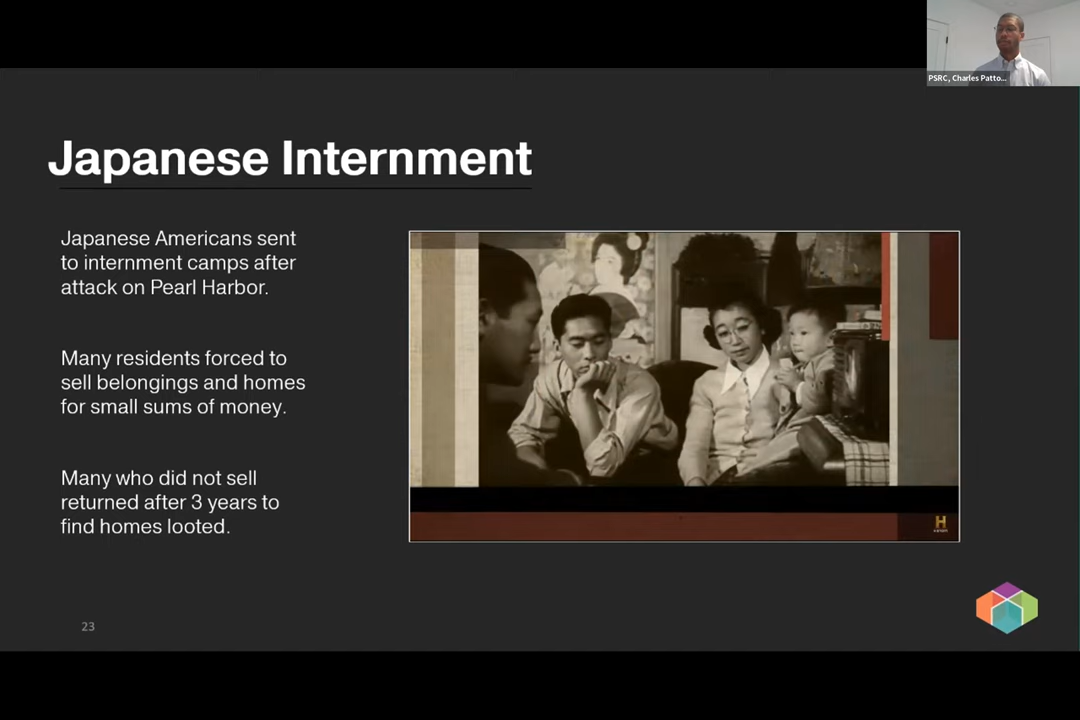 PSRC, Charles Patto...
Japanese Internment
Japanese Americans sent
to internment camps after
attack on Pearl Harbor.
Many residents forced to
sell belongings and homes
for small sums of money.
Many who did not sell
returned after 3 years to
find homes looted.
H
23